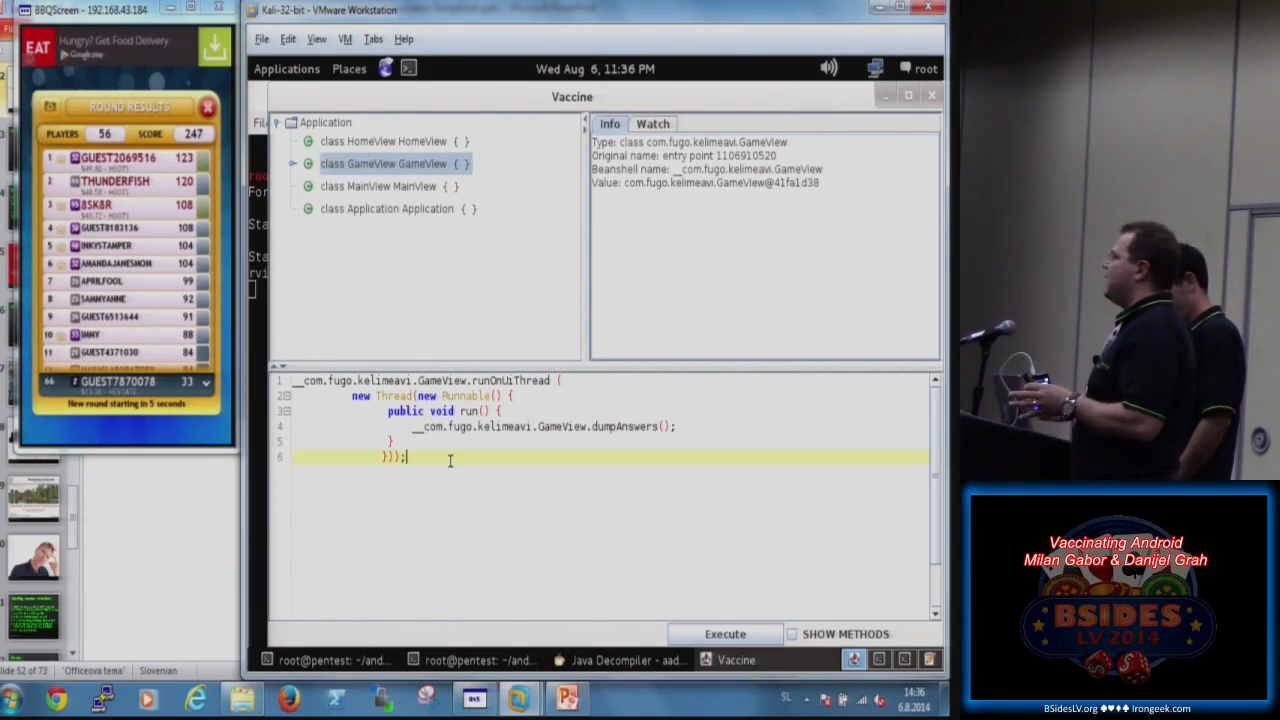 BBQScreen - 192.168.43.184
EAT
Hungry? Get Food Delivery
Google play
ROUND RESULTS
PLAYERS 56 SCORE 247
1 GUEST2069516 123
2 THUNDERFISH 120
3 8SK8R 108
4 GUEST8183136 108
5 INKYSTAMPER 104
6 AMANDAJANESMOM 104
7 APRILFOOL 99
8 SAMMYANNE 92
9 GUEST6513644 91
10 IMMY 88
11 GUEST4371030 84
66 GUEST7870078 33
New round starting in 5 seconds
lide 52 of 73 "Officeova tema" Slovenian
Kali-32-bit - VMware Workstation
File Edit View VM Tabs Help
Applications Places Wed Aug 6, 11:36 PM root
Vaccine
Application
class HomeView HomeView { }
class GameView GameView { }
class MainView MainView { }
class Application Application { }
Info Watch
Type: class com.fugo.kelimeavi.GameView
Original name: entry point 1106910520
Beanshell name: __com.fugo.kelimeavi.GameView
Value: com.fugo.kelimeavi.GameView@41fa1d38
1 __com.fugo.kelimeavi.GameView.runOnUiThread (
2 new Thread(new Runnable() {
3 public void run() {
4 __com.fugo.kelimeavi.GameView.dumpAnswers();
5 }
6 }));
Execute SHOW METHODS
root@pentest: ~/and... root@pentest: ~/and... Java Decompiler - aad... Vaccine
SL 14:36
6.8.2014
Vaccinating Android
Milan Gabor & Danijel Grah
BSIDES
LV 2014
BSidesLV.org ♠♥♦♣ Irongeek.com